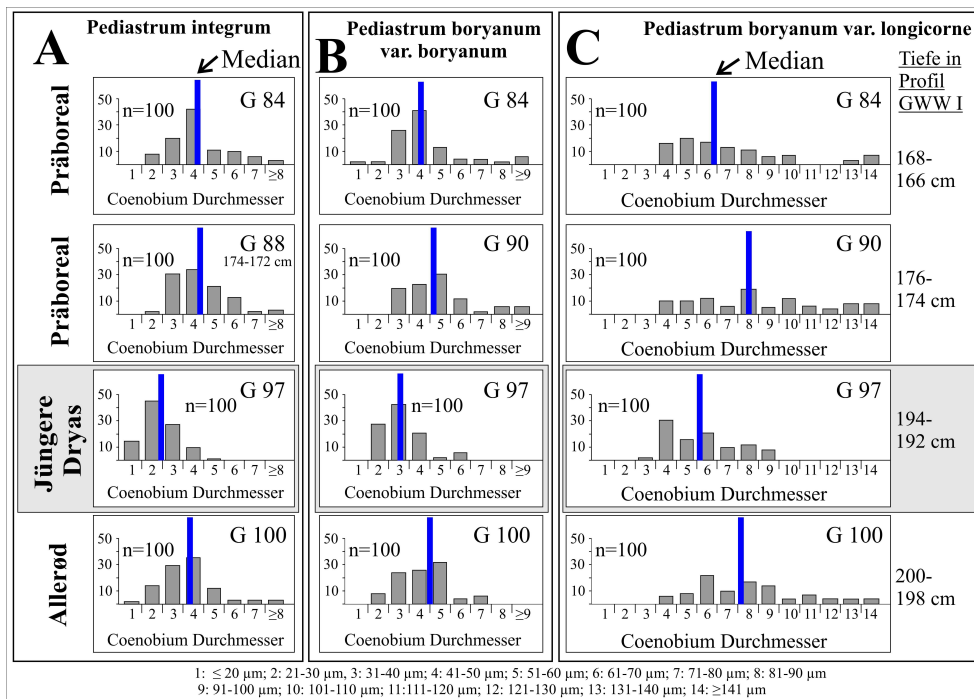 A
Pediastrum integrum
Median
Präboreal
50
30
10
n=100
G 84
1 2 3 4 5 6 7 ≥8
Coenobium Durchmesser
Präboreal
50
30
10
n=100
G 88
174-172 cm
1 2 3 4 5 6 7 ≥8
Coenobium Durchmesser
Jüngere
Dryas
50
30
10
n=100
G 97
1 2 3 4 5 6 7 ≥8
Coenobium Durchmesser
Allerød
50
30
10
n=100
G 100
1 2 3 4 5 6 7 ≥8
Coenobium Durchmesser
B
Pediastrum boryanum
var. boryanum
50
30
10
n=100
G 84
1 2 3 4 5 6 7 8 ≥9
Coenobium Durchmesser
50
30
10
n=100
G 90
1 2 3 4 5 6 7 8 ≥9
Coenobium Durchmesser
50
30
10
n=100
G 97
1 2 3 4 5 6 7 8 ≥9
Coenobium Durchmesser
50
30
10
n=100
G 100
1 2 3 4 5 6 7 8 ≥9
Coenobium Durchmesser
C
Pediastrum boryanum var. longicorne
Median
50
30
10
n=100
G 84
1 2 3 4 5 6 7 8 9 10 11 12 13 14
Coenobium Durchmesser
50
30
10
n=100
G 90
1 2 3 4 5 6 7 8 9 10 11 12 13 14
Coenobium Durchmesser
50
30
10
n=100
G 97
1 2 3 4 5 6 7 8 9 10 11 12 13 14
Coenobium Durchmesser
50
30
10
n=100
G 100
1 2 3 4 5 6 7 8 9 10 11 12 13 14
Coenobium Durchmesser
Tiefe in
Profil
GWW I
168-
166 cm
176-
174 cm
194-
192 cm
200-
198 cm
1: ≤ 20 µm; 2: 21-30 µm, 3: 31-40 µm; 4: 41-50 µm; 5: 51-60 µm; 6: 61-70 µm; 7: 71-80 µm; 8: 81-90 µm
9: 91-100 µm; 10: 101-110 µm; 11:111-120 µm; 12: 121-130 µm; 13: 131-140 µm; 14: ≥141 µm